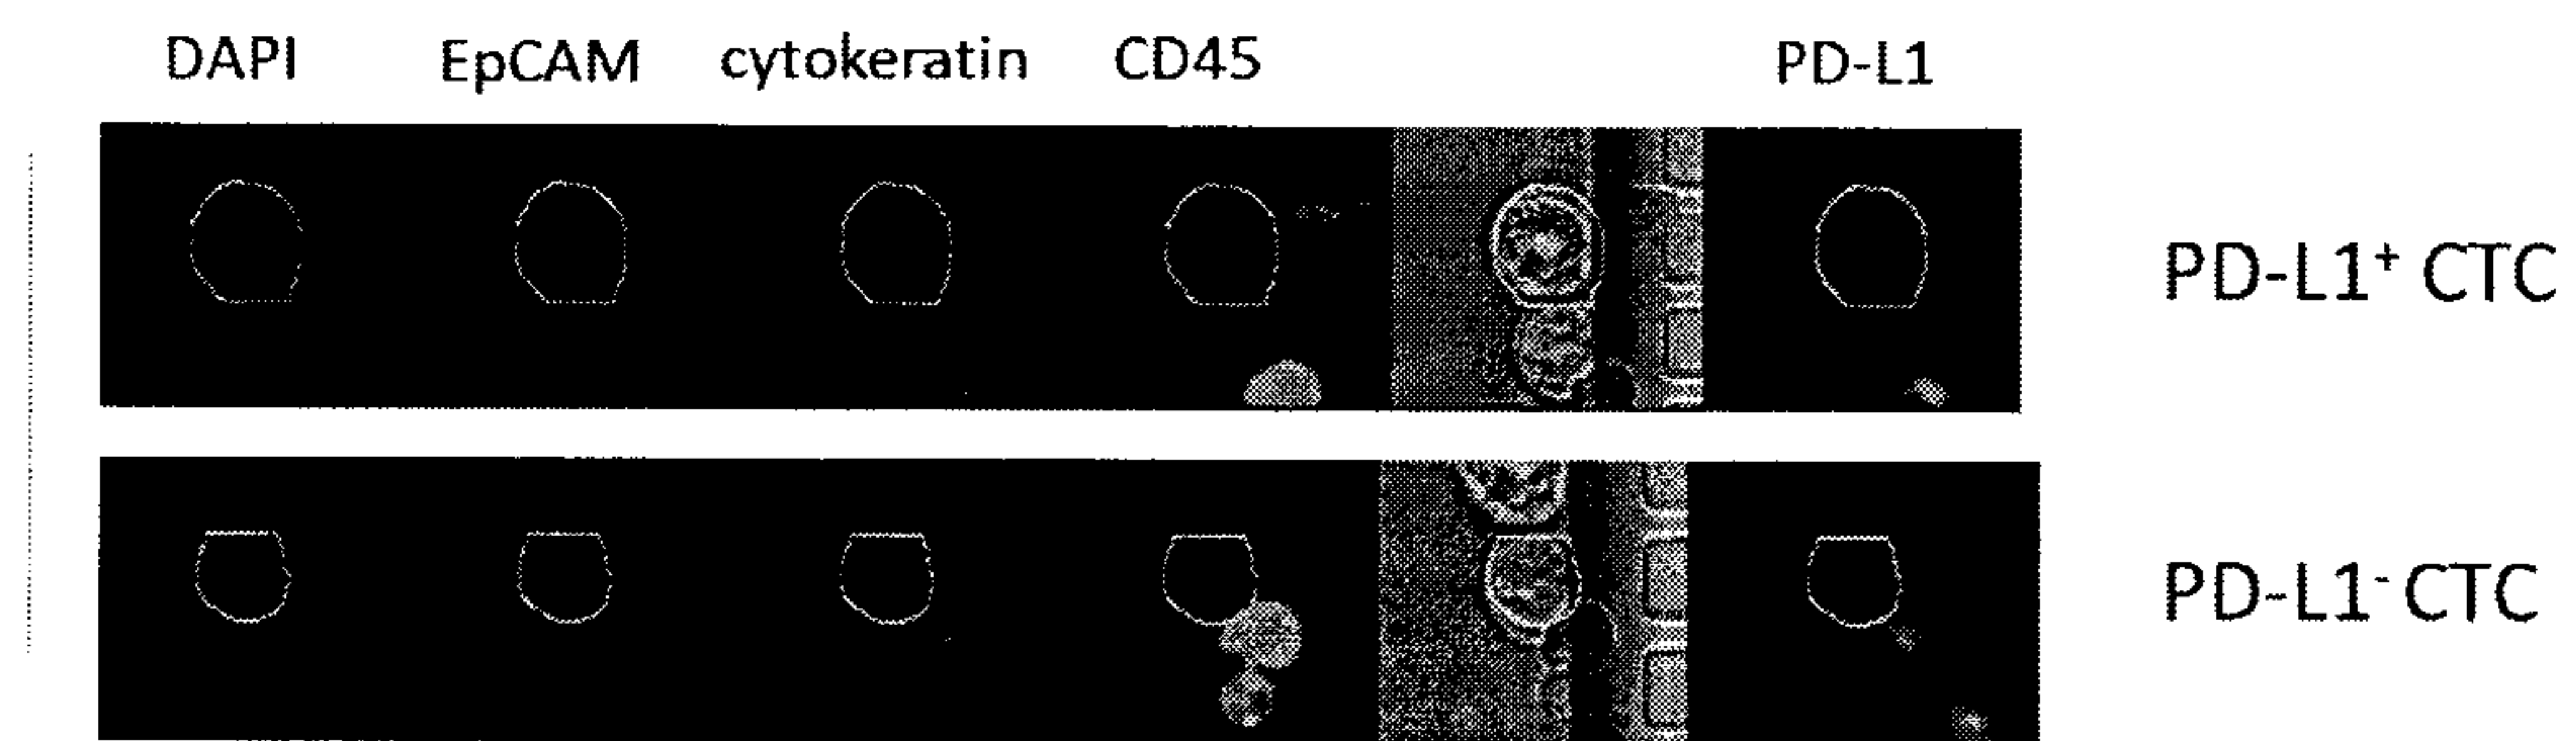 DAPI EpCAM cytokeratin CD45 PD-L1
PD-L1⁺ CTC
PD-L1⁻ CTC